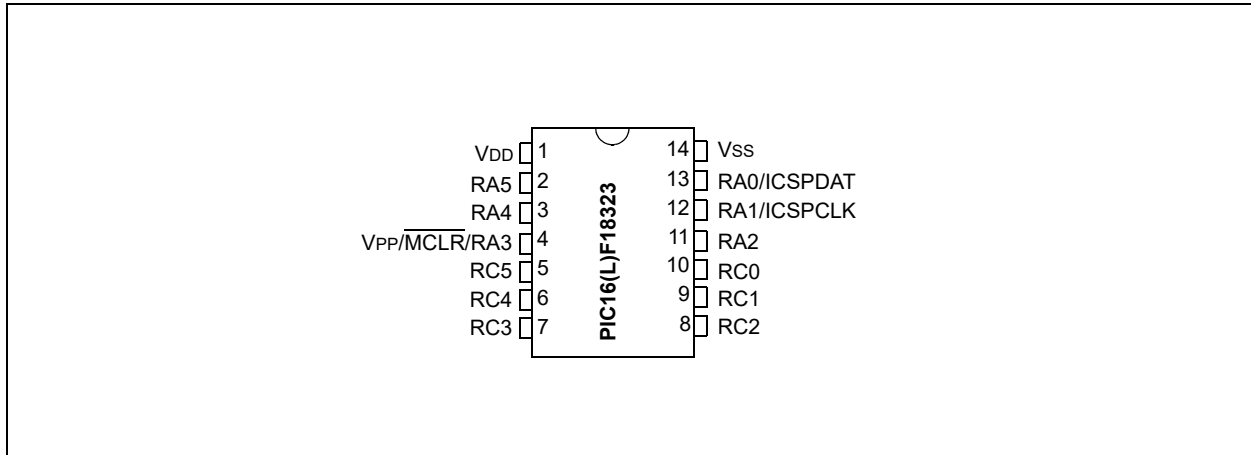 VDD 1 14 VSS
RA5 2 13 RA0/ICSPDAT
RA4 3 12 RA1/ICSPCLK
VPP/MCLR/RA3 4 11 RA2
RC5 5 10 RC0
RC4 6 9 RC1
RC3 7 8 RC2
PIC16(L)F18323